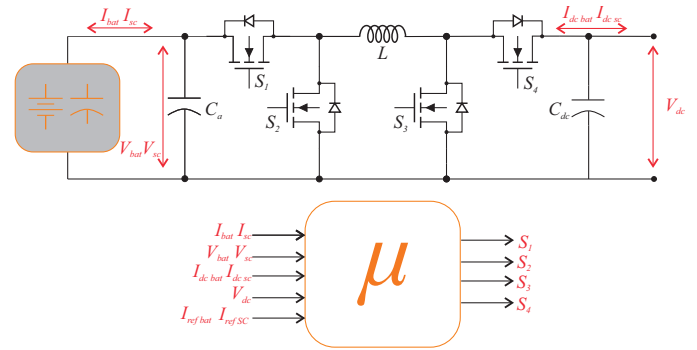 I_bat I_sc
I_dc bat I_dc sc
S_1
L
S_4
C_a
S_2
S_3
C_dc
V_dc
V_bat V_sc
I_bat I_sc
V_bat V_sc
I_dc bat I_dc sc
V_dc
I_ref bat I_ref SC
μ
S_1
S_2
S_3
S_4